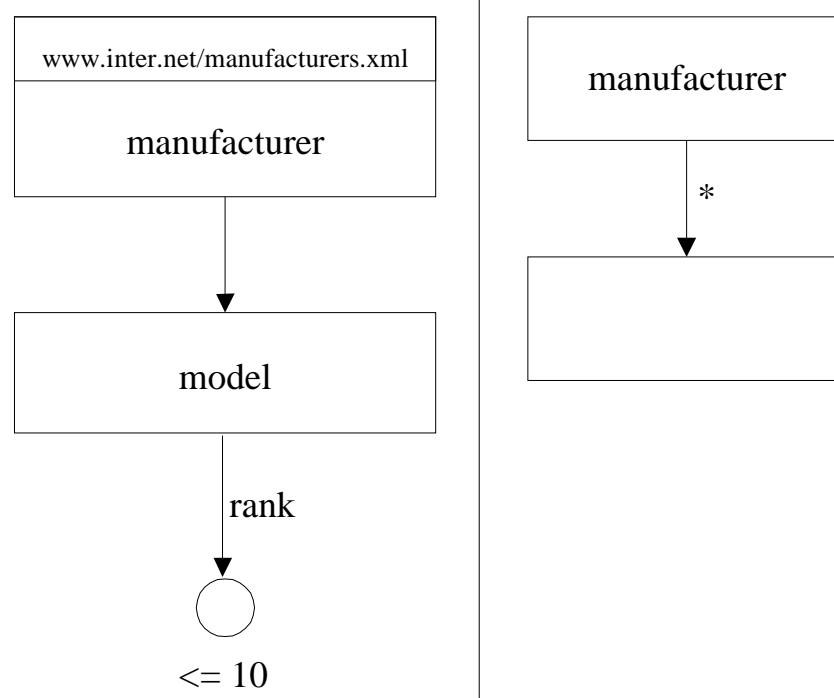 www.inter.net/manufacturers.xml
manufacturer
model
rank
<= 10
manufacturer
*